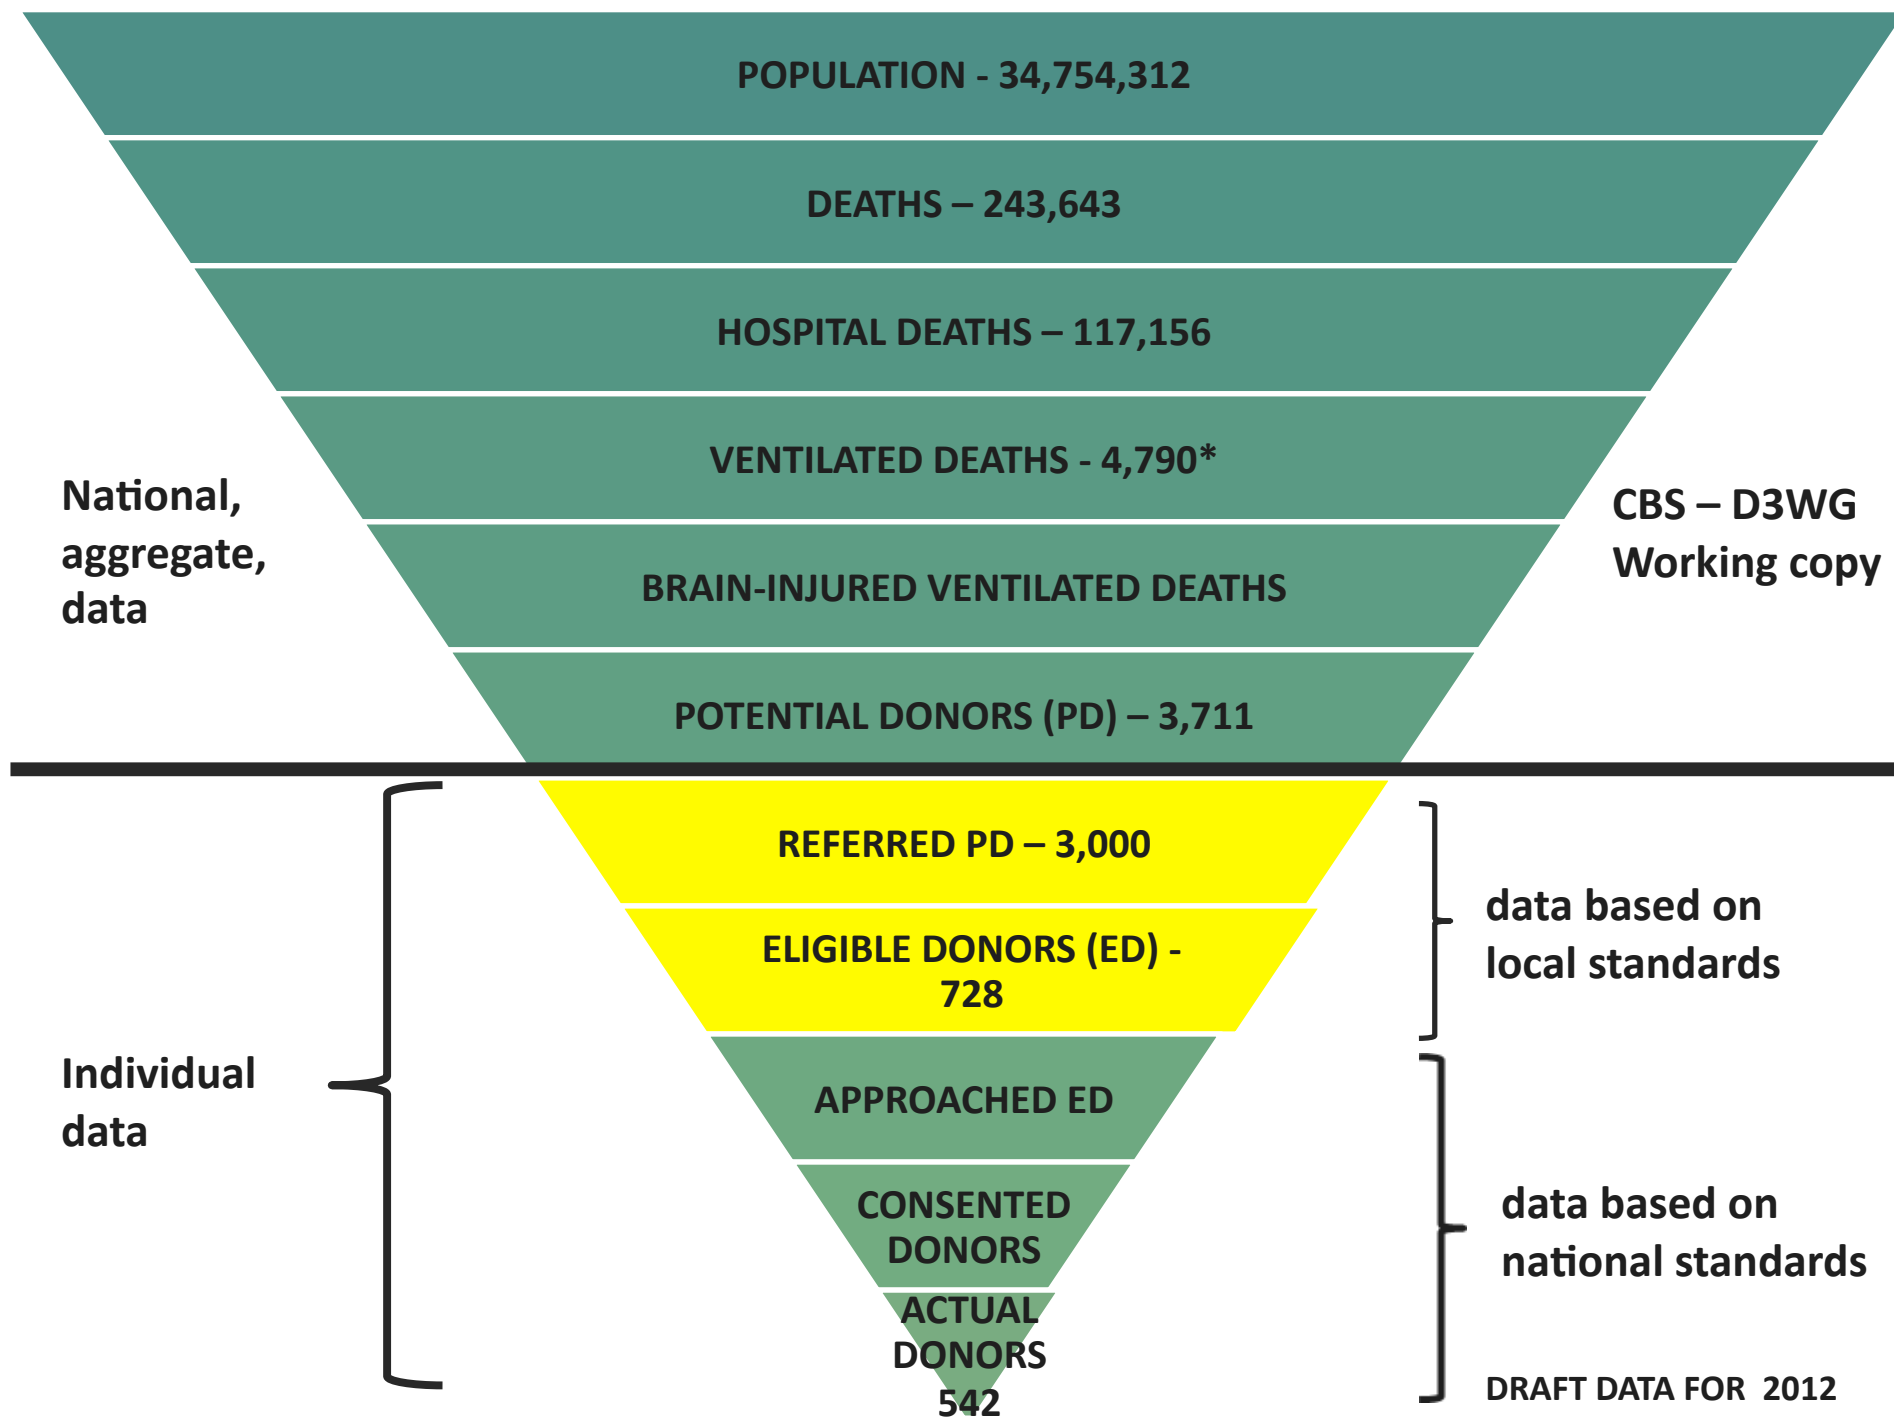 POPULATION - 34,754,312
DEATHS – 243,643
HOSPITAL DEATHS – 117,156
VENTILATED DEATHS - 4,790*
National,
aggregate,
data
CBS – D3WG
Working copy
BRAIN-INJURED VENTILATED DEATHS
POTENTIAL DONORS (PD) – 3,711
REFERRED PD – 3,000
ELIGIBLE DONORS (ED) -
728
data based on
local standards
Individual
data
APPROACHED ED
CONSENTED
DONORS
data based on
national standards
ACTUAL
DONORS
542
DRAFT DATA FOR 2012